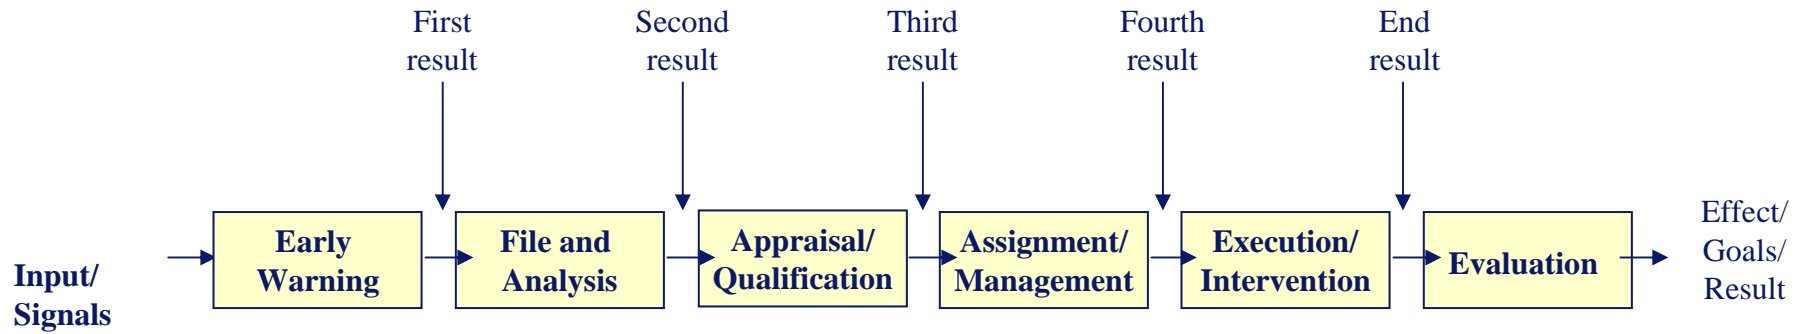 First
result
Second
result
Third
result
Fourth
result
End
result
Input/
Signals
Early
Warning
File and
Analysis
Appraisal/
Qualification
Assignment/
Management
Execution/
Intervention
Evaluation
Effect/
Goals/
Result